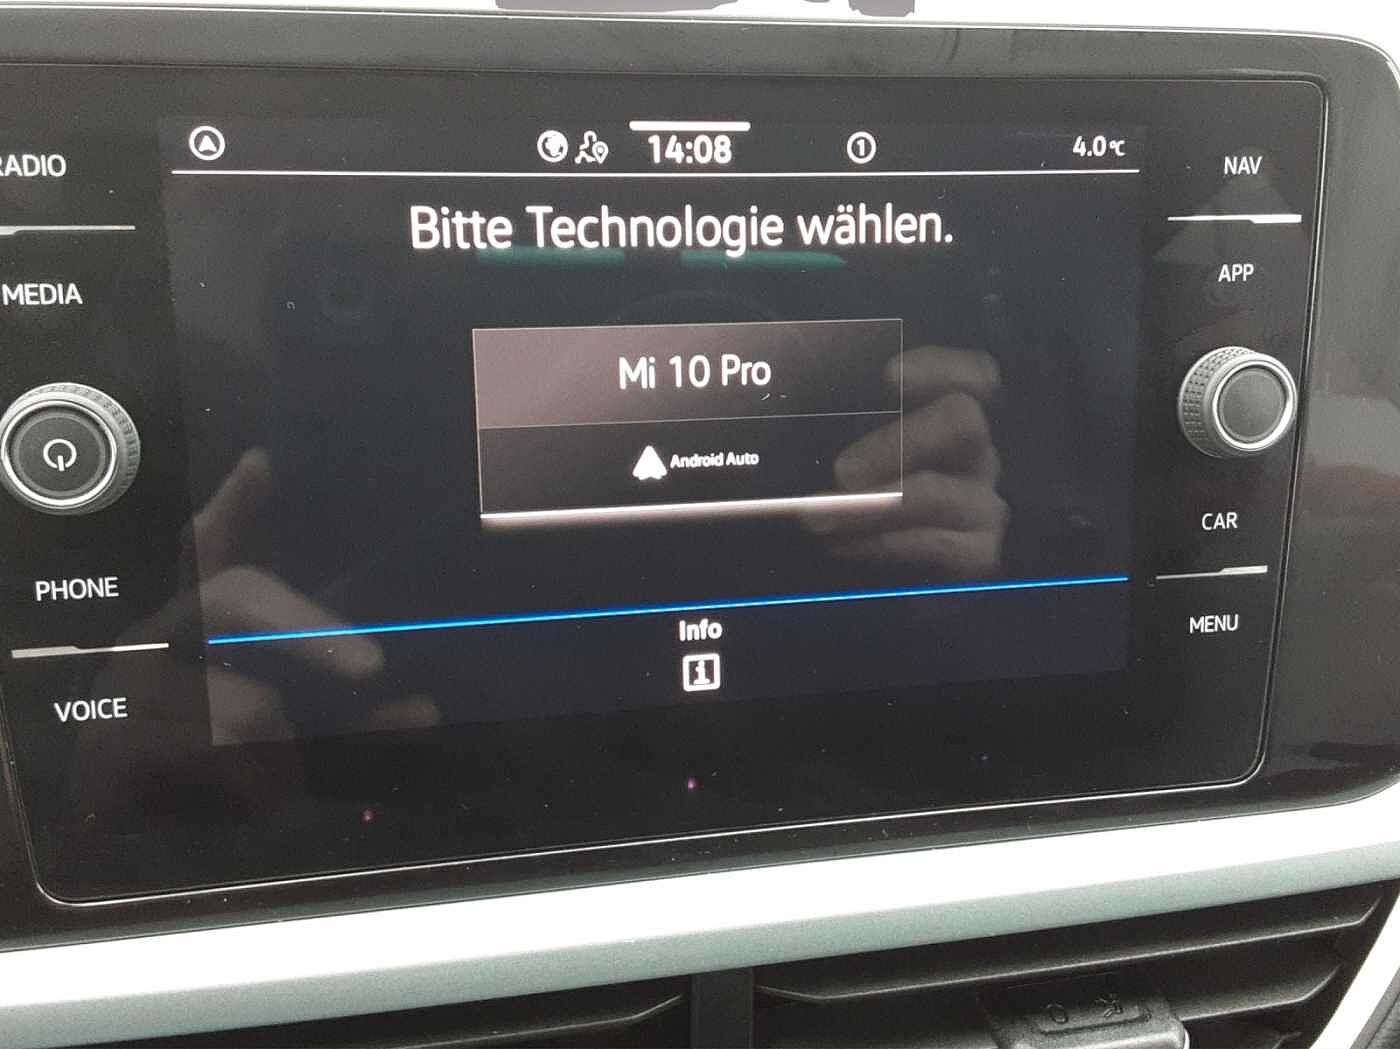 14:08
1
4.0°C
RADIO
NAV
Bitte Technologie wählen.
MEDIA
APP
Mi 10 Pro
Android Auto
CAR
PHONE
Info
MENU
VOICE